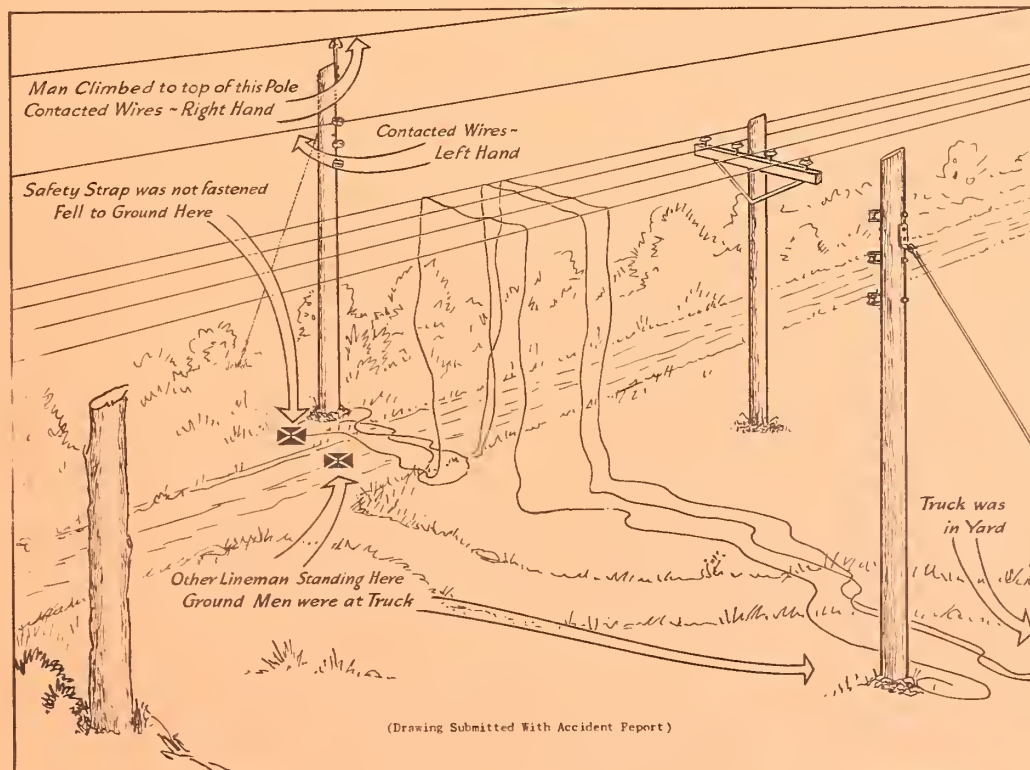 Man Climbed to top of this Pole
Contacted Wires ~ Right Hand
Contacted Wires ~
Left Hand
Safety Strap was not fastened
Fell to Ground Here
Truck was
in Yard
Other Lineman Standing Here
Ground Men were at Truck
(Drawing Submitted With Accident Report)